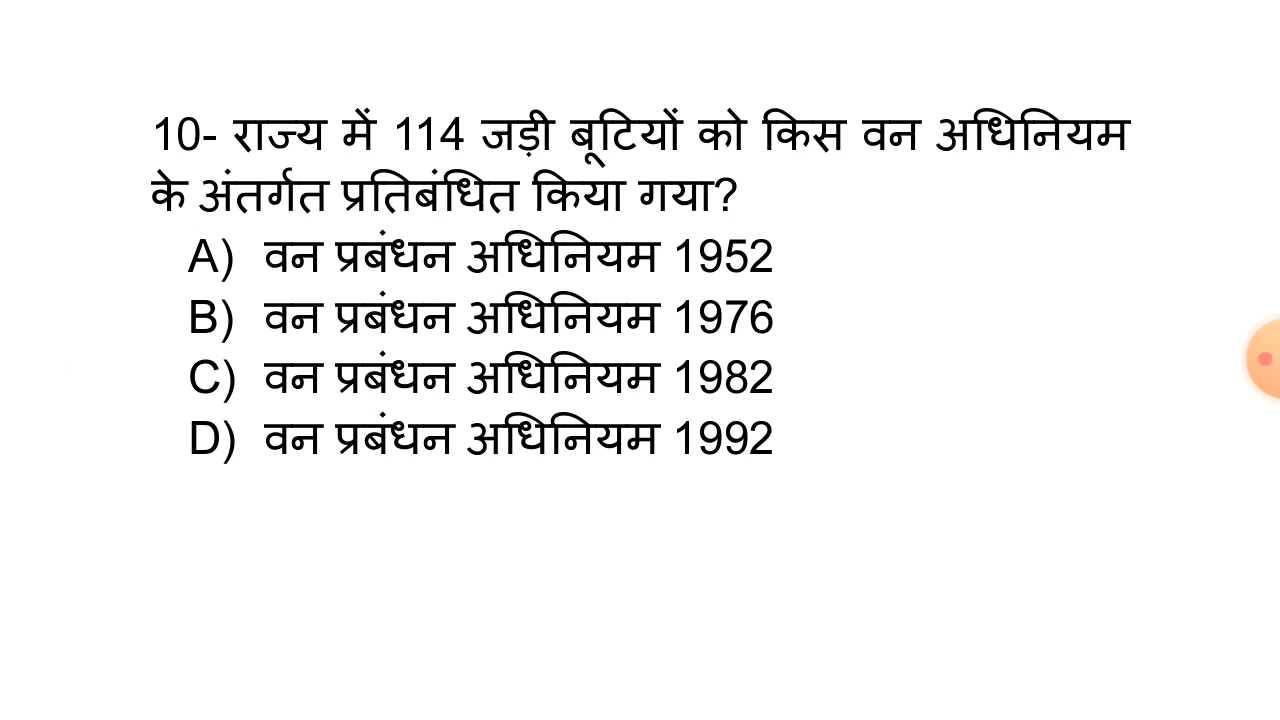 10- राज्य में 114 जड़ी बूटियों को किस वन अधिनियम
के अंतर्गत प्रतिबंधित किया गया?
A) वन प्रबंधन अधिनियम 1952
B) वन प्रबंधन अधिनियम 1976
C) वन प्रबंधन अधिनियम 1982
D) वन प्रबंधन अधिनियम 1992